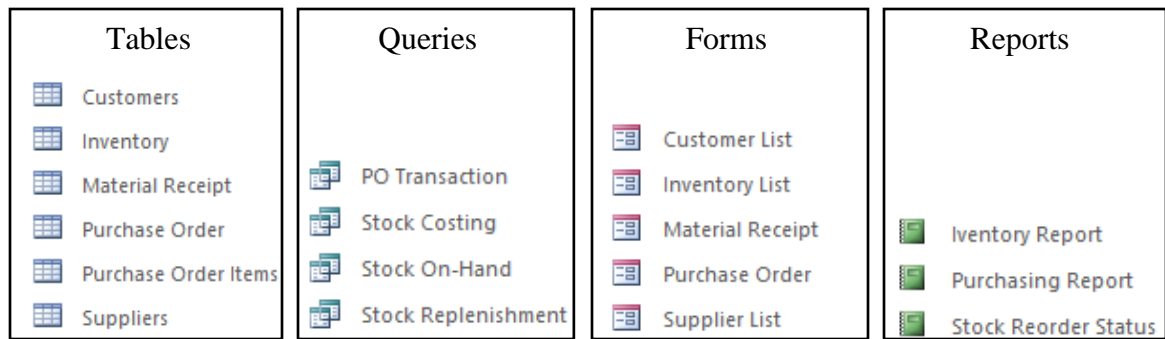 Tables
Customers
Inventory
Material Receipt
Purchase Order
Purchase Order Items
Suppliers
Queries
PO Transaction
Stock Costing
Stock On-Hand
Stock Replenishment
Forms
Customer List
Inventory List
Material Receipt
Purchase Order
Supplier List
Reports
Iventory Report
Purchasing Report
Stock Reorder Status